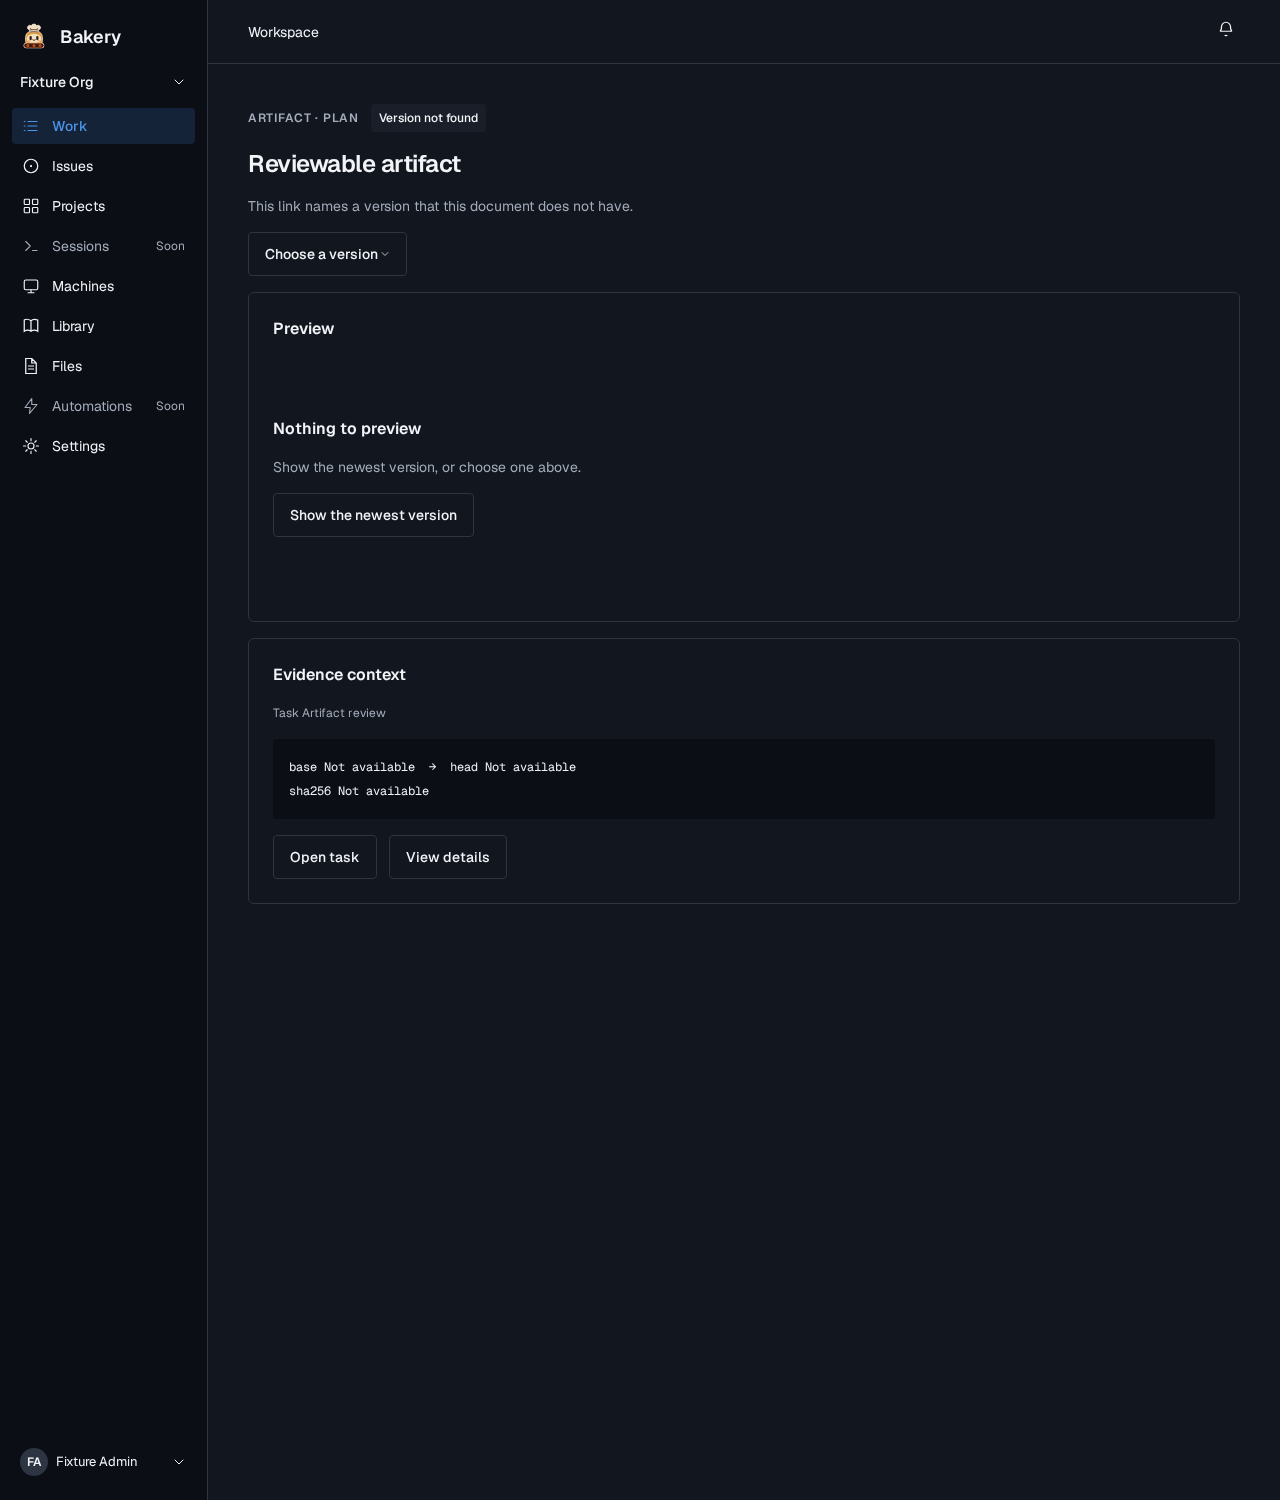 Bakery
Fixture Org
Work
Issues
Projects
Sessions Soon
Machines
Library
Files
Automations Soon
Settings
FA Fixture Admin
Workspace
ARTIFACT · PLAN Version not found
Reviewable artifact
This link names a version that this document does not have.
Choose a version
Preview
Nothing to preview
Show the newest version, or choose one above.
Show the newest version
Evidence context
Task Artifact review
base Not available → head Not available
sha256 Not available
Open task View details